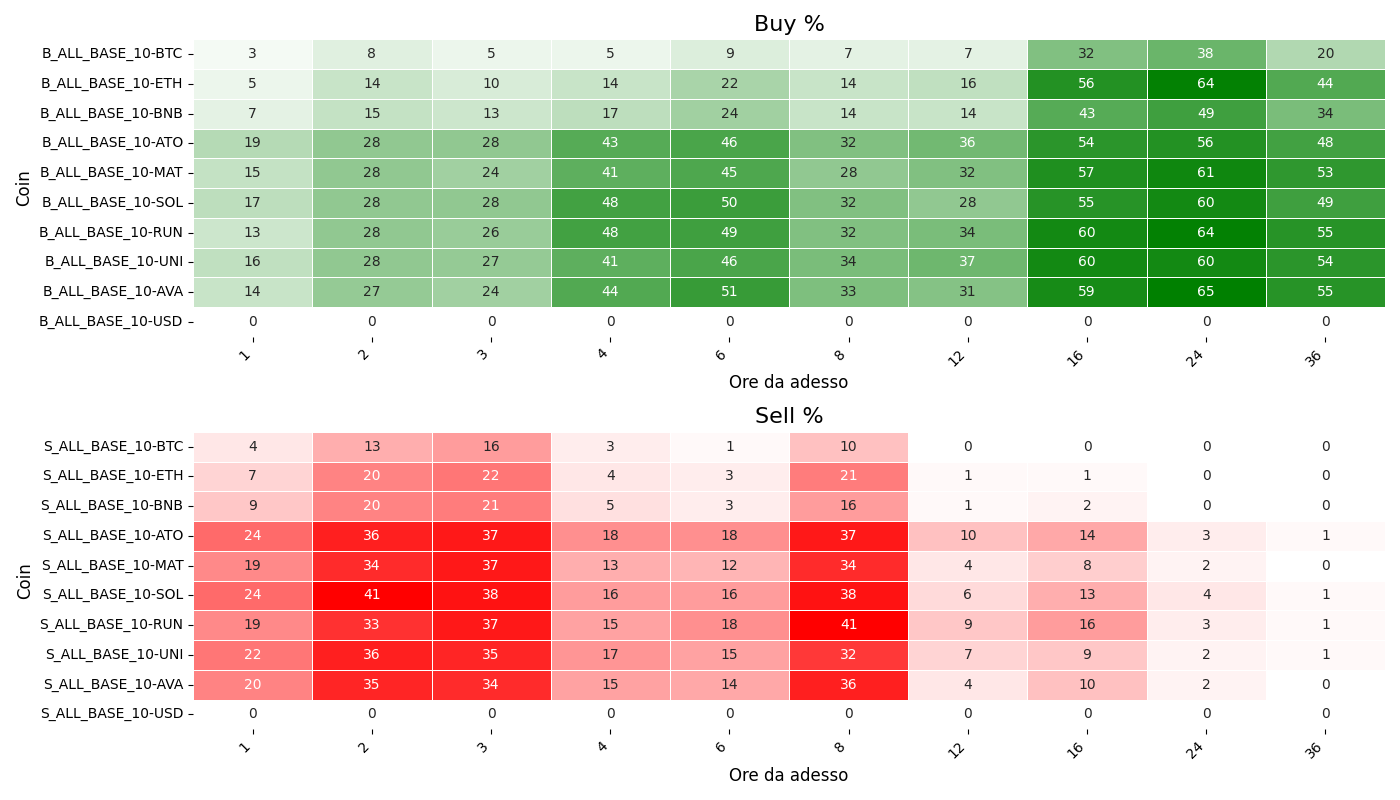 Buy %
Coin
B_ALL_BASE_10-BTC 3 8 5 5 9 7 7 32 38 20
B_ALL_BASE_10-ETH 5 14 10 14 22 14 16 56 64 44
B_ALL_BASE_10-BNB 7 15 13 17 24 14 14 43 49 34
B_ALL_BASE_10-ATO 19 28 28 43 46 32 36 54 56 48
B_ALL_BASE_10-MAT 15 28 24 41 45 28 32 57 61 53
B_ALL_BASE_10-SOL 17 28 28 48 50 32 28 55 60 49
B_ALL_BASE_10-RUN 13 28 26 48 49 32 34 60 64 55
B_ALL_BASE_10-UNI 16 28 27 41 46 34 37 60 60 54
B_ALL_BASE_10-AVA 14 27 24 44 51 33 31 59 65 55
B_ALL_BASE_10-USD 0 0 0 0 0 0 0 0 0 0
1 2 3 4 6 8 12 16 24 36
Ore da adesso
Sell %
Coin
S_ALL_BASE_10-BTC 4 13 16 3 1 10 0 0 0 0
S_ALL_BASE_10-ETH 7 20 22 4 3 21 1 1 0 0
S_ALL_BASE_10-BNB 9 20 21 5 3 16 1 2 0 0
S_ALL_BASE_10-ATO 24 36 37 18 18 37 10 14 3 1
S_ALL_BASE_10-MAT 19 34 37 13 12 34 4 8 2 0
S_ALL_BASE_10-SOL 24 41 38 16 16 38 6 13 4 1
S_ALL_BASE_10-RUN 19 33 37 15 18 41 9 16 3 1
S_ALL_BASE_10-UNI 22 36 35 17 15 32 7 9 2 1
S_ALL_BASE_10-AVA 20 35 34 15 14 36 4 10 2 0
S_ALL_BASE_10-USD 0 0 0 0 0 0 0 0 0 0
1 2 3 4 6 8 12 16 24 36
Ore da adesso